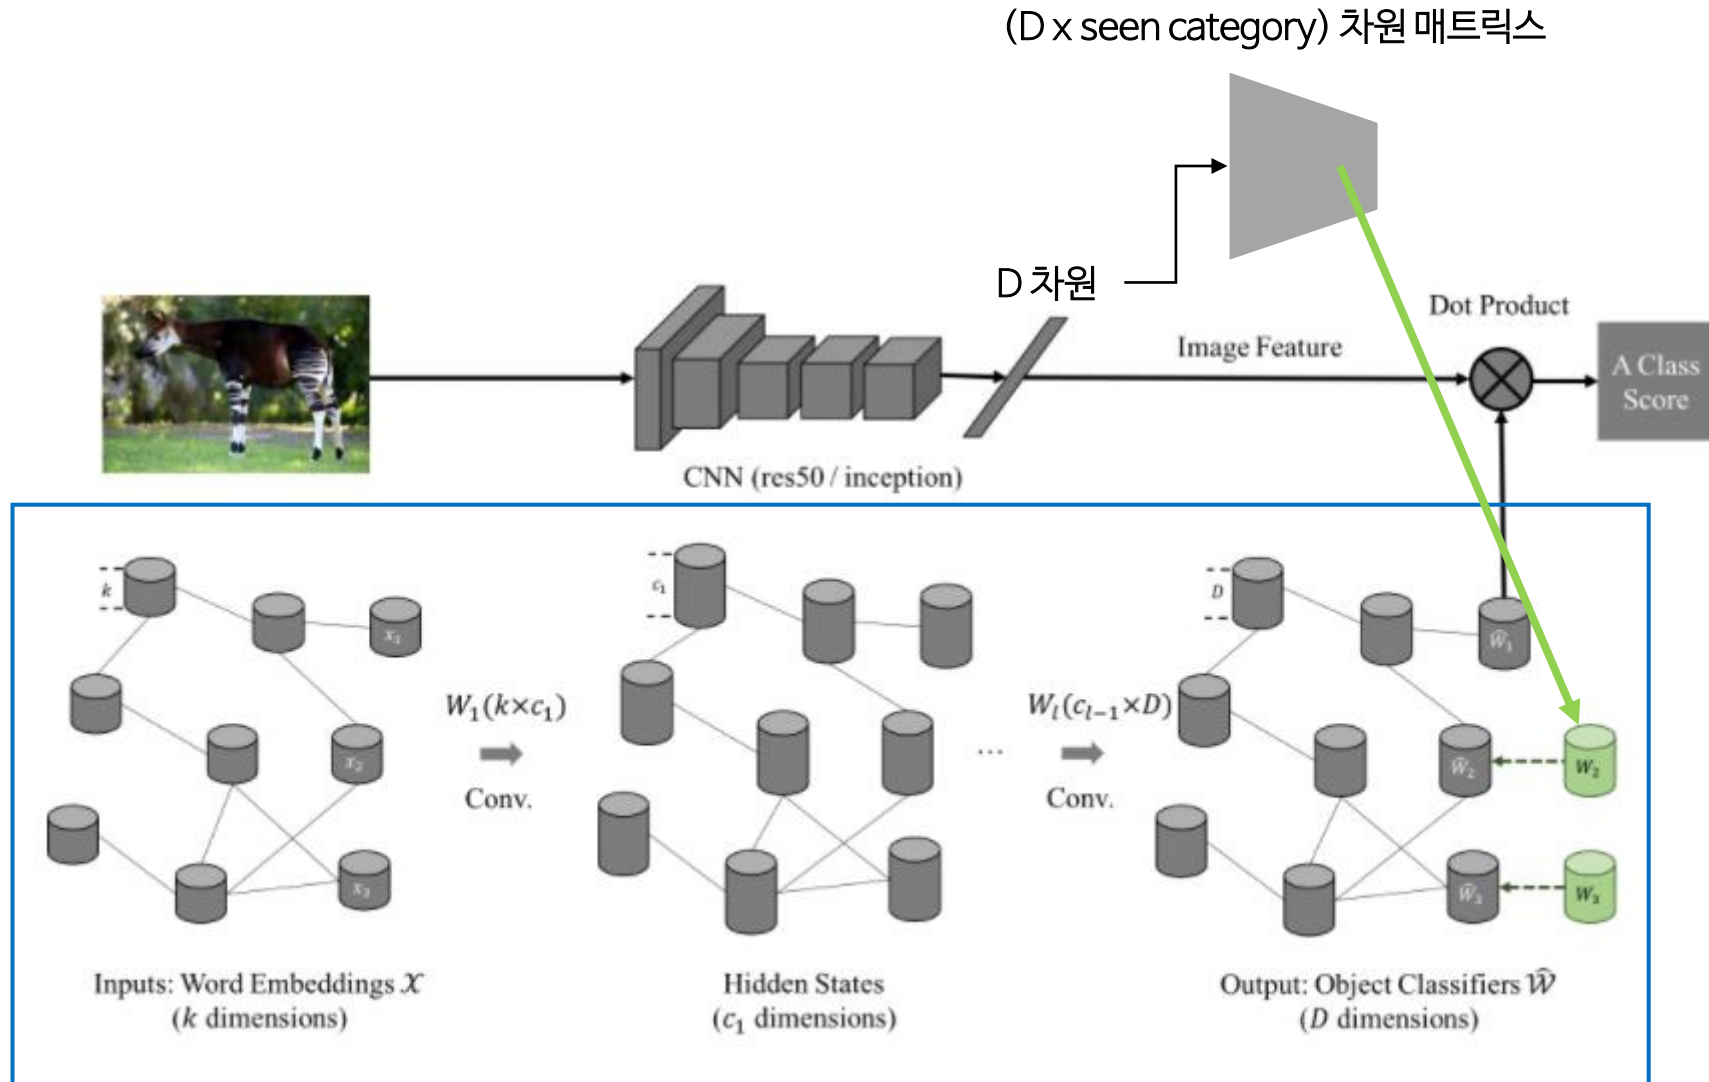 (D x seen category) 차원 매트릭스
D 차원
Dot Product
Image Feature
A Class
Score
CNN (res50 / inception)
k
x₁
x₂
x₃
W₁(k×c₁)
Conv.
c₁
...
W_l(c_{l−1}×D)
Conv.
D
Ŵ₁
Ŵ₂
W₂
Ŵ₃
W₃
Inputs: Word Embeddings 𝒳
(k dimensions)
Hidden States
(c₁ dimensions)
Output: Object Classifiers 𝒲̂
(D dimensions)